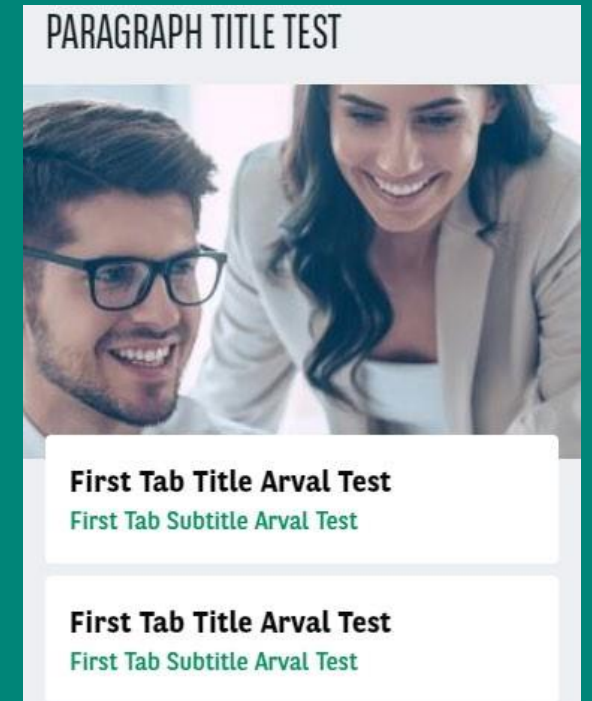 PARAGRAPH TITLE TEST
First Tab Title Arval Test
First Tab Subtitle Arval Test
First Tab Title Arval Test
First Tab Subtitle Arval Test